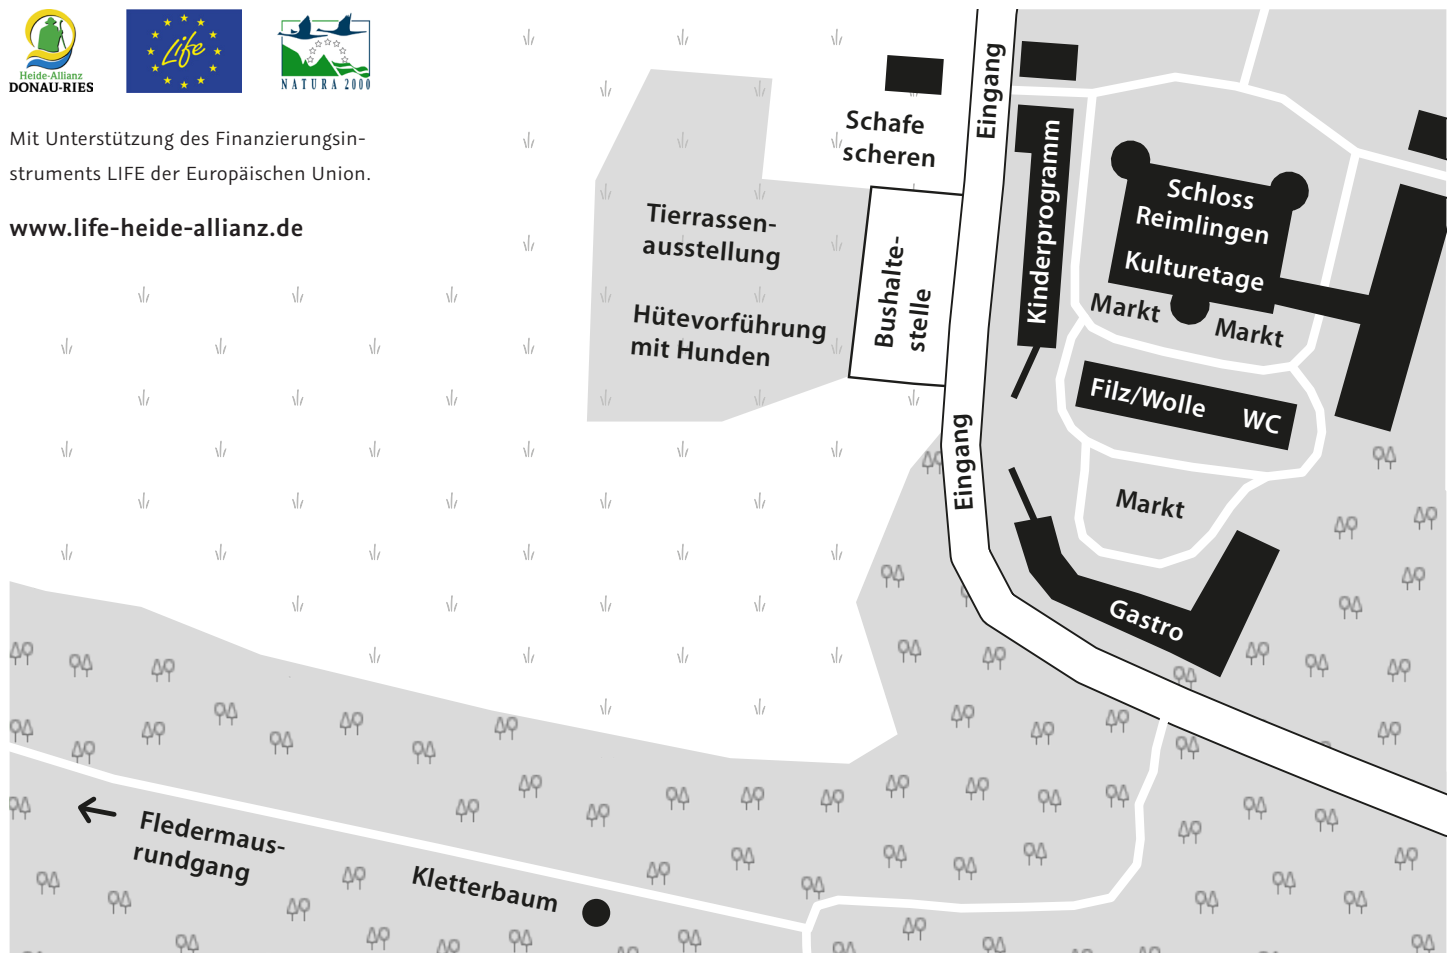 Heide-Allianz
DONAU-RIES
Life
NATURA 2000
Mit Unterstützung des Finanzierungsin-
struments LIFE der Europäischen Union.
www.life-heide-allianz.de
Schafe
scheren
Eingang
Kinderprogramm
Schloss
Reimlingen
Kulturetage
Markt
Markt
Tierrassen-
ausstellung
Hütevorführung
mit Hunden
Bushalte-
stelle
Filz/Wolle WC
Eingang
Markt
Gastro
Fledermaus-
rundgang
Kletterbaum